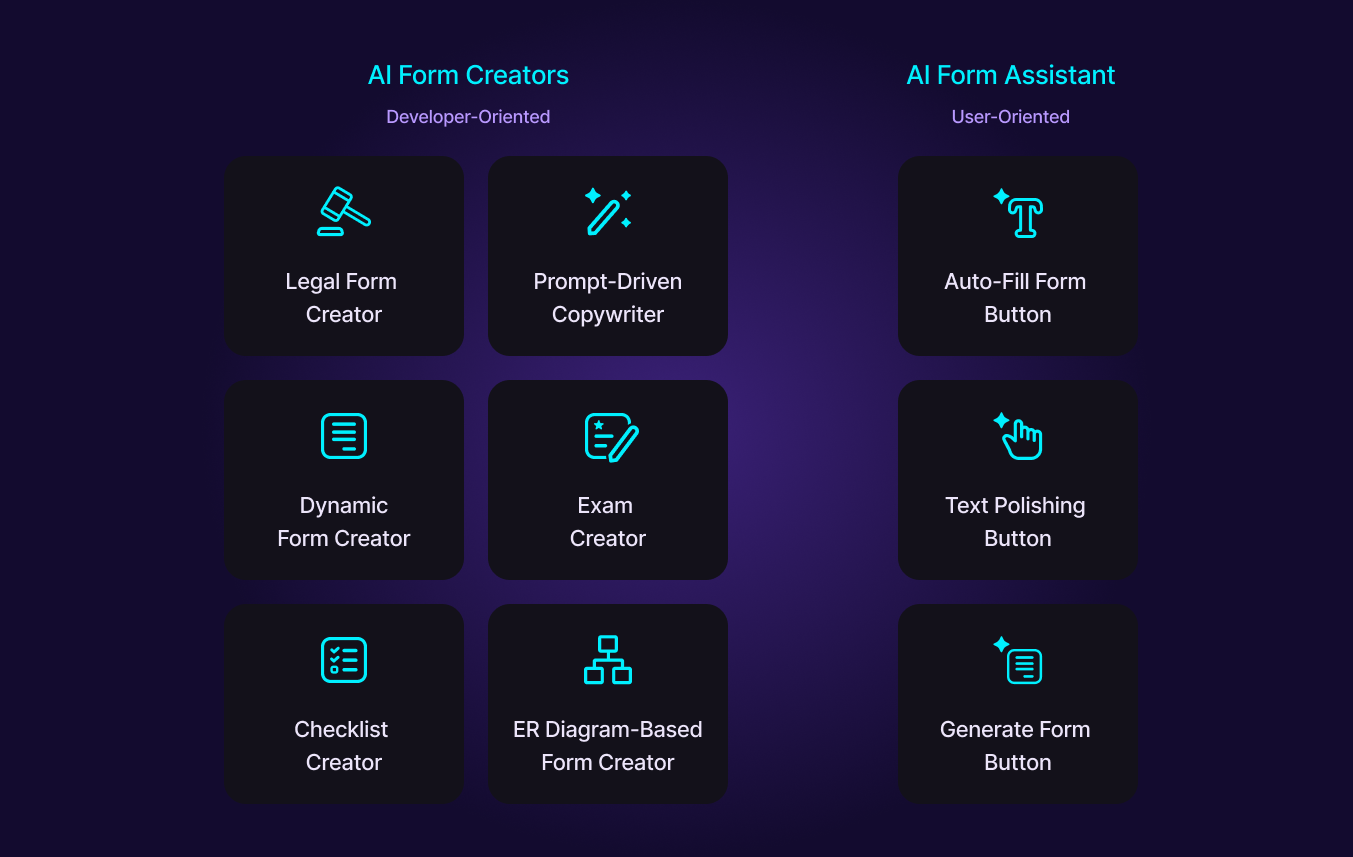 AI Form Creators
Developer-Oriented
Legal Form
Creator
Prompt-Driven
Copywriter
Dynamic
Form Creator
Exam
Creator
Checklist
Creator
ER Diagram-Based
Form Creator
AI Form Assistant
User-Oriented
Auto-Fill Form
Button
Text Polishing
Button
Generate Form
Button